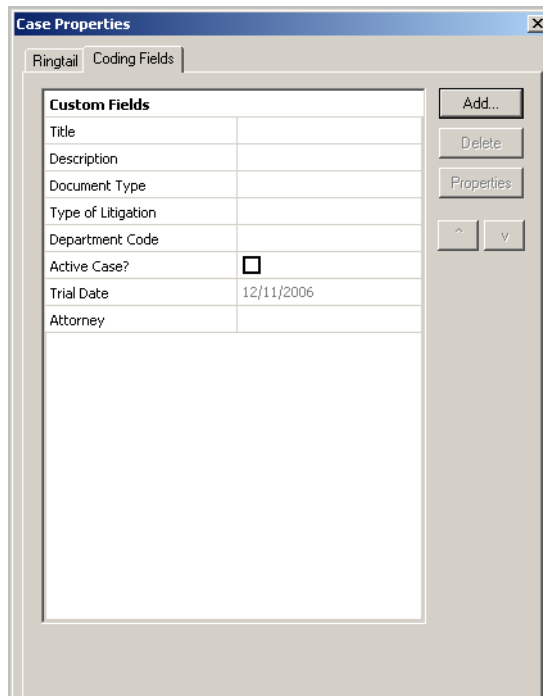 Case Properties
Ringtail Coding Fields
Custom Fields
Title
Description
Document Type
Type of Litigation
Department Code
Active Case?
Trial Date 12/11/2006
Attorney
Add...
Delete
Properties
^ v